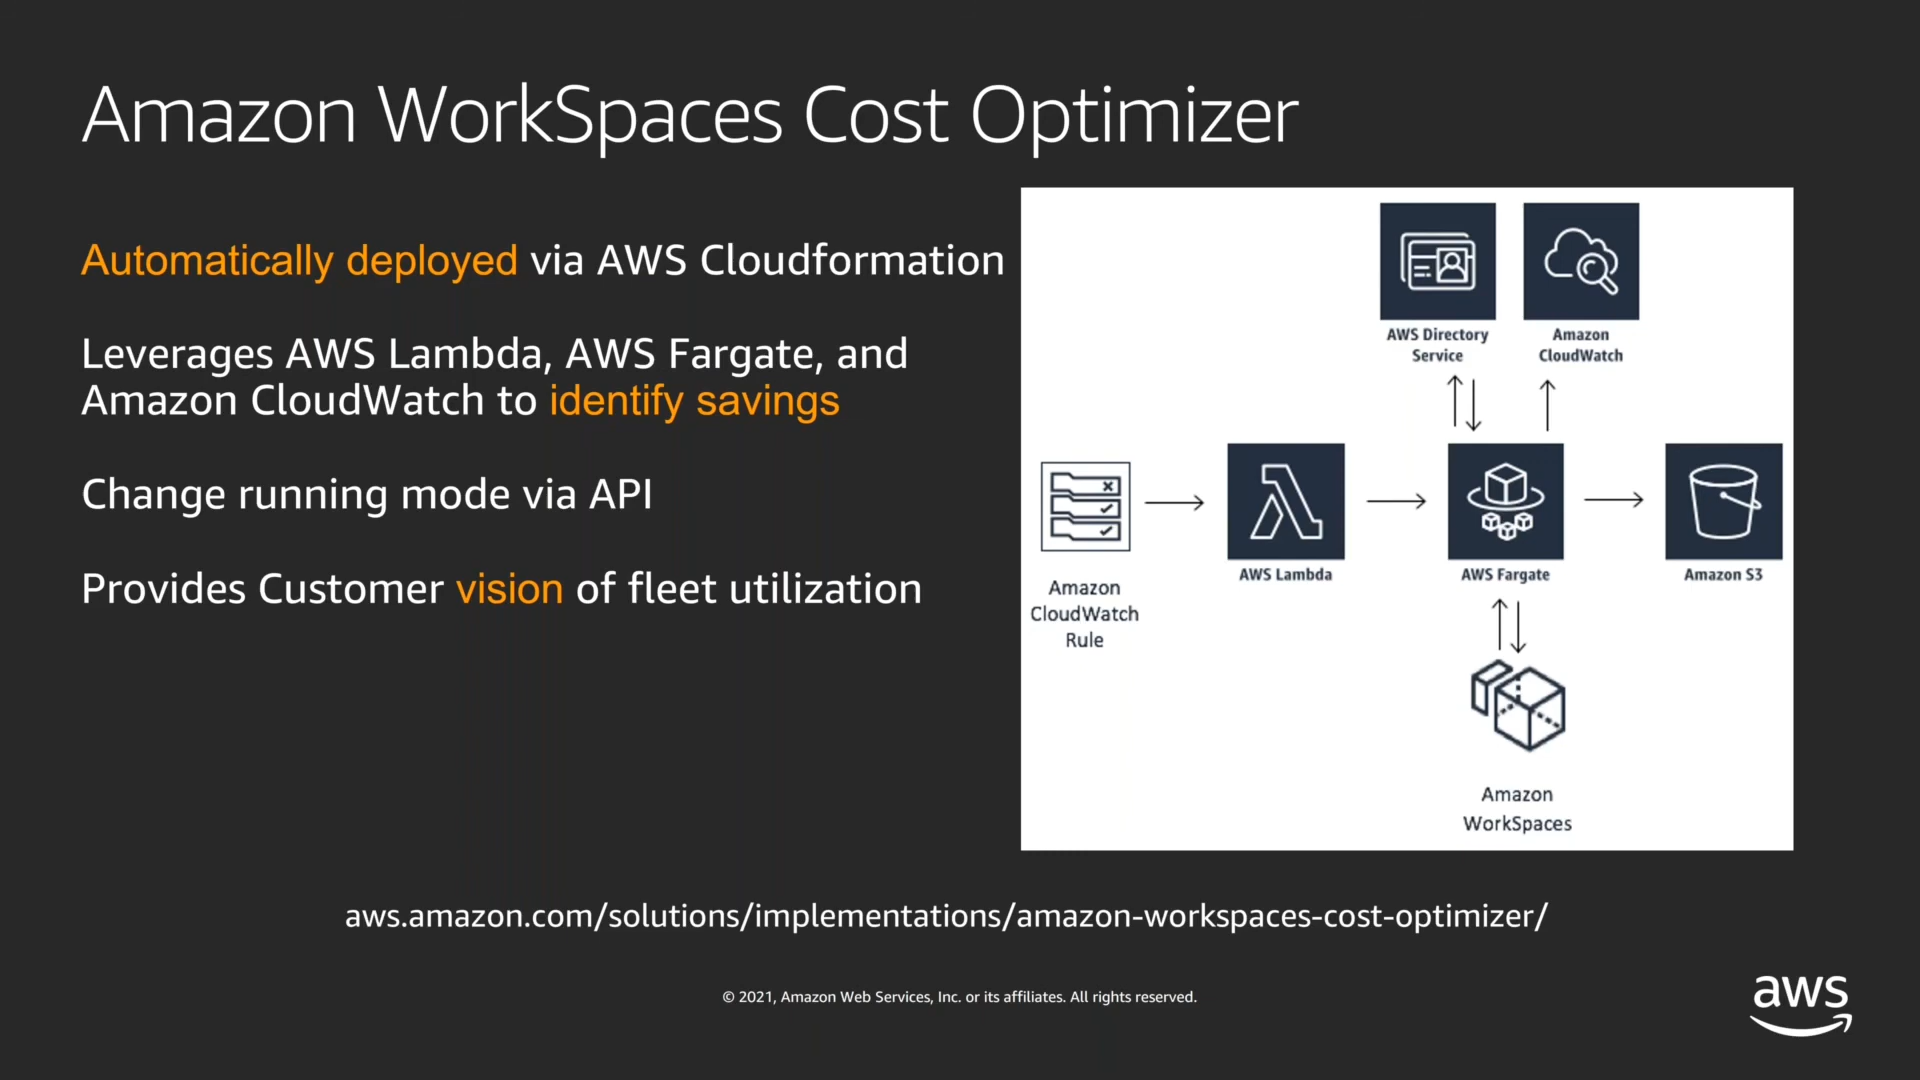 Amazon WorkSpaces Cost Optimizer
Automatically deployed via AWS Cloudformation
Leverages AWS Lambda, AWS Fargate, and
Amazon CloudWatch to identify savings
Change running mode via API
Provides Customer vision of fleet utilization
AWS Directory
Service
Amazon
CloudWatch
Amazon
CloudWatch
Rule
AWS Lambda
AWS Fargate
Amazon S3
Amazon
WorkSpaces
aws.amazon.com/solutions/implementations/amazon-workspaces-cost-optimizer/
© 2021, Amazon Web Services, Inc. or its affiliates. All rights reserved.
aws